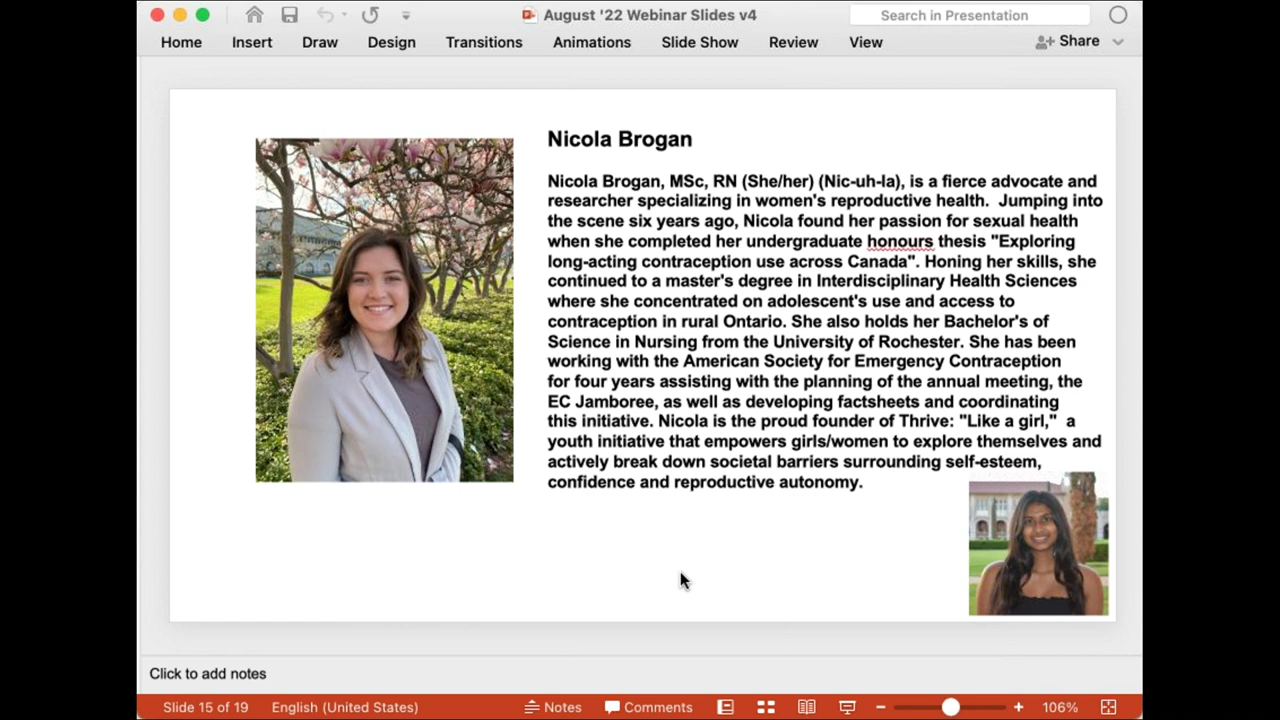 August '22 Webinar Slides v4
Search in Presentation
Home Insert Draw Design Transitions Animations Slide Show Review View Share
Nicola Brogan
Nicola Brogan, MSc, RN (She/her) (Nic-uh-la), is a fierce advocate and
researcher specializing in women's reproductive health. Jumping into
the scene six years ago, Nicola found her passion for sexual health
when she completed her undergraduate honours thesis "Exploring
long-acting contraception use across Canada". Honing her skills, she
continued to a master's degree in Interdisciplinary Health Sciences
where she concentrated on adolescent's use and access to
contraception in rural Ontario. She also holds her Bachelor's of
Science in Nursing from the University of Rochester. She has been
working with the American Society for Emergency Contraception
for four years assisting with the planning of the annual meeting, the
EC Jamboree, as well as developing factsheets and coordinating
this initiative. Nicola is the proud founder of Thrive: "Like a girl," a
youth initiative that empowers girls/women to explore themselves and
actively break down societal barriers surrounding self-esteem,
confidence and reproductive autonomy.
Click to add notes
Slide 15 of 19 English (United States) Notes Comments 106%